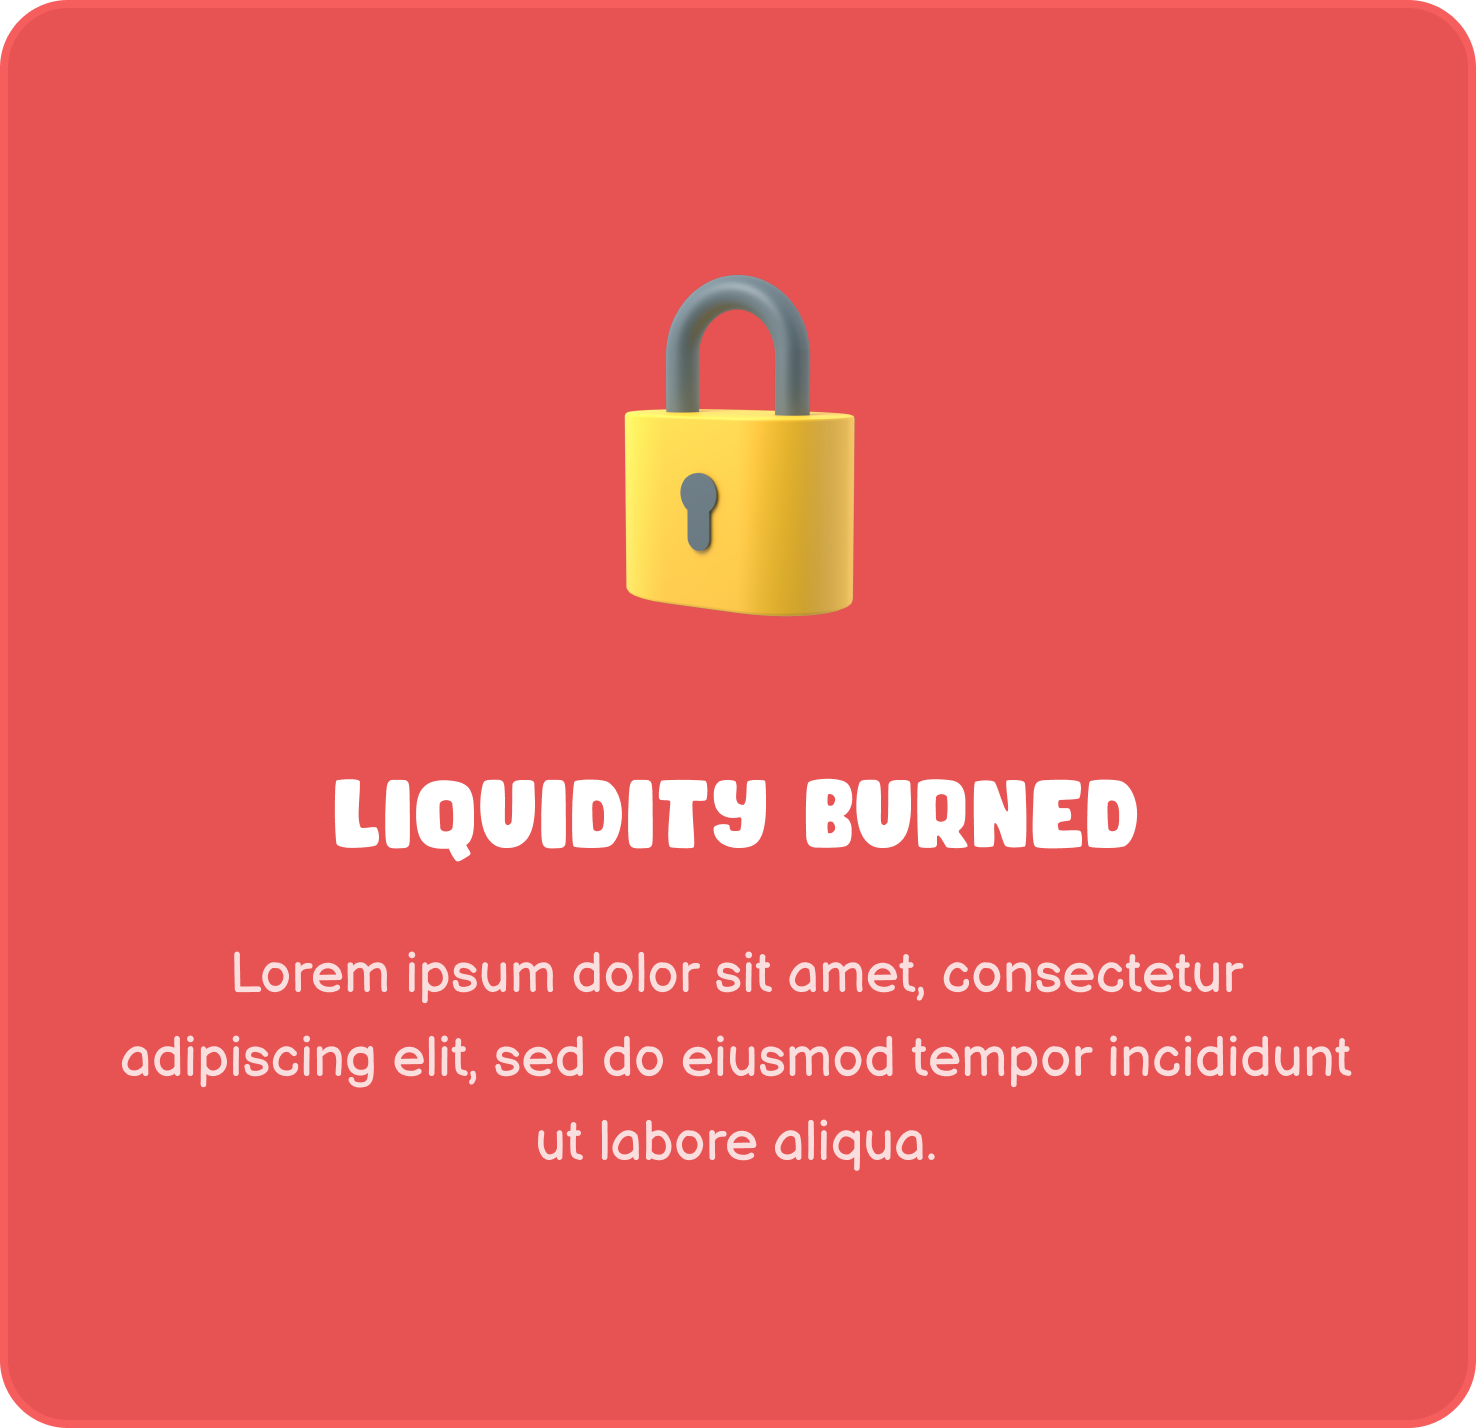 LIQUIDITY BURNED
Lorem ipsum dolor sit amet, consectetur
adipiscing elit, sed do eiusmod tempor incididunt
ut labore aliqua.